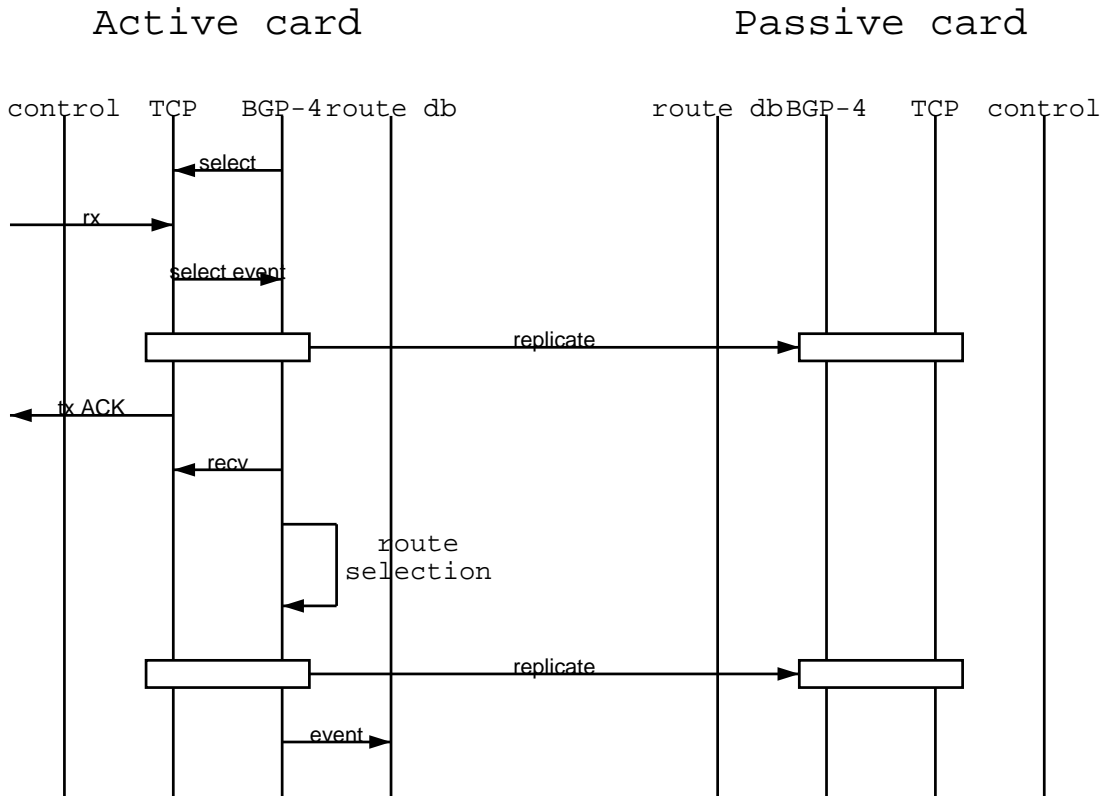 Active card Passive card
control TCP BGP-4 route db route db BGP-4 TCP control
select
rx
select event
replicate
tx ACK
recv
route
selection
replicate
event